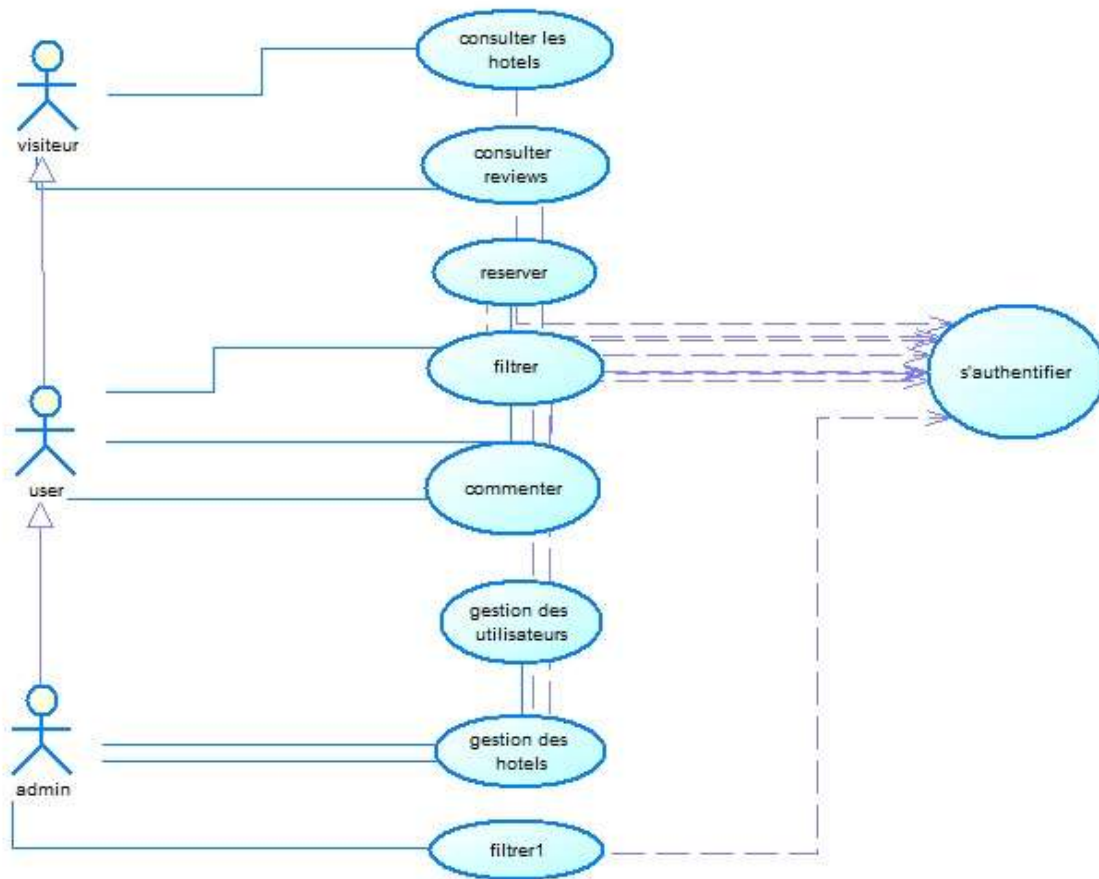 consulter les
hotels
visiteur
consulter
reviews
reserver
filtrer
s'authentifier
user
commenter
gestion des
utilisateurs
admin
gestion des
hotels
filtrer1